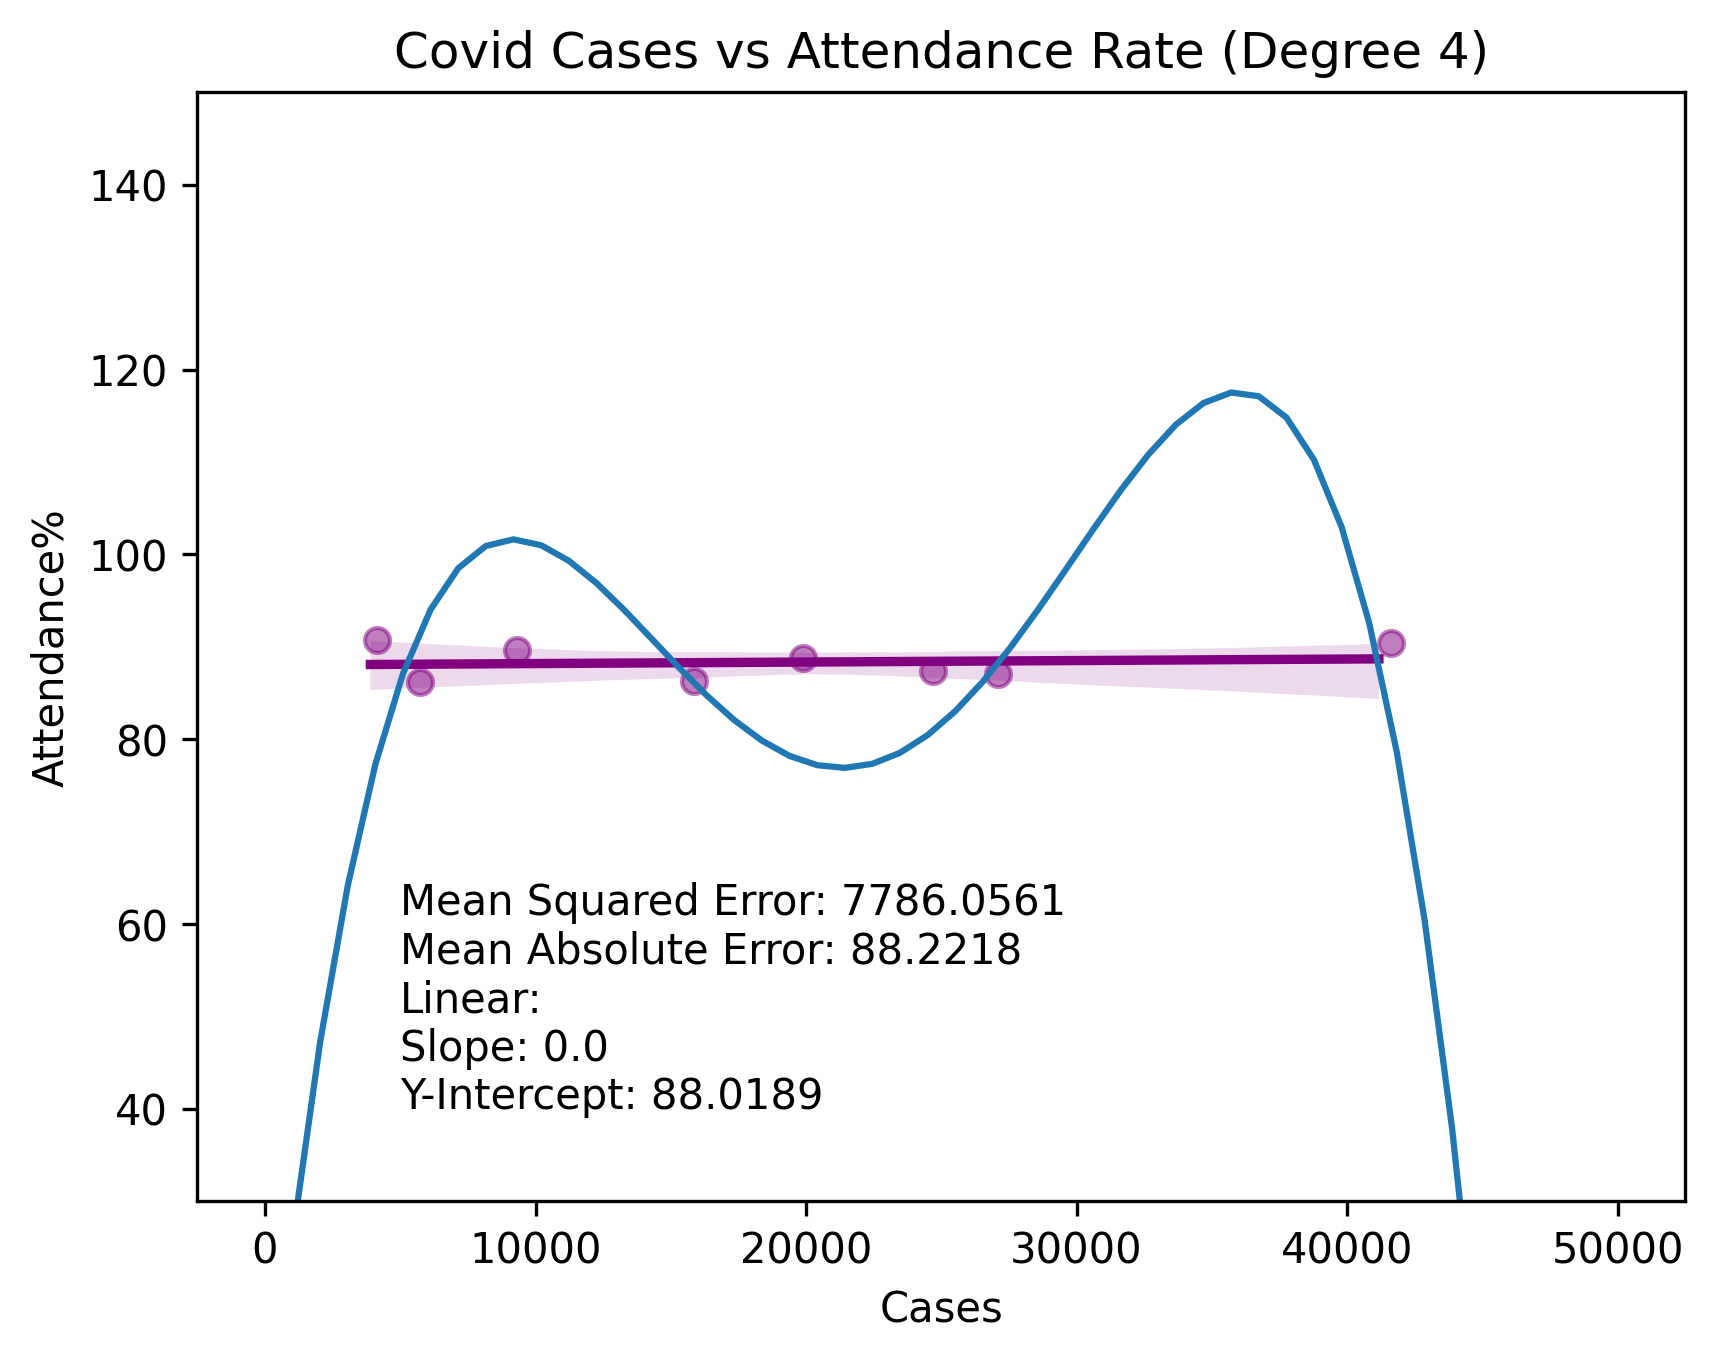 Covid Cases vs Attendance Rate (Degree 4)
140
120
100
80
60
40
Attendance%
Mean Squared Error: 7786.0561
Mean Absolute Error: 88.2218
Linear:
Slope: 0.0
Y-Intercept: 88.0189
0 10000 20000 30000 40000 50000
Cases